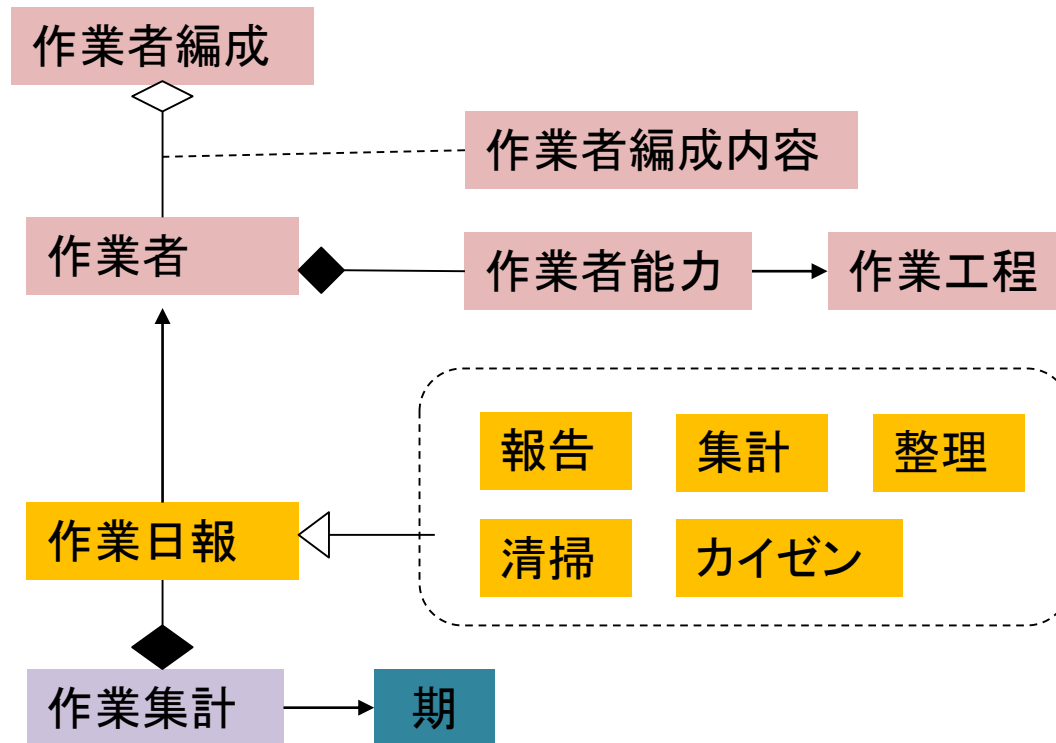 作業者編成
作業者編成内容
作業者
作業者能力
作業工程
報告
集計
整理
作業日報
清掃
カイゼン
作業集計
期